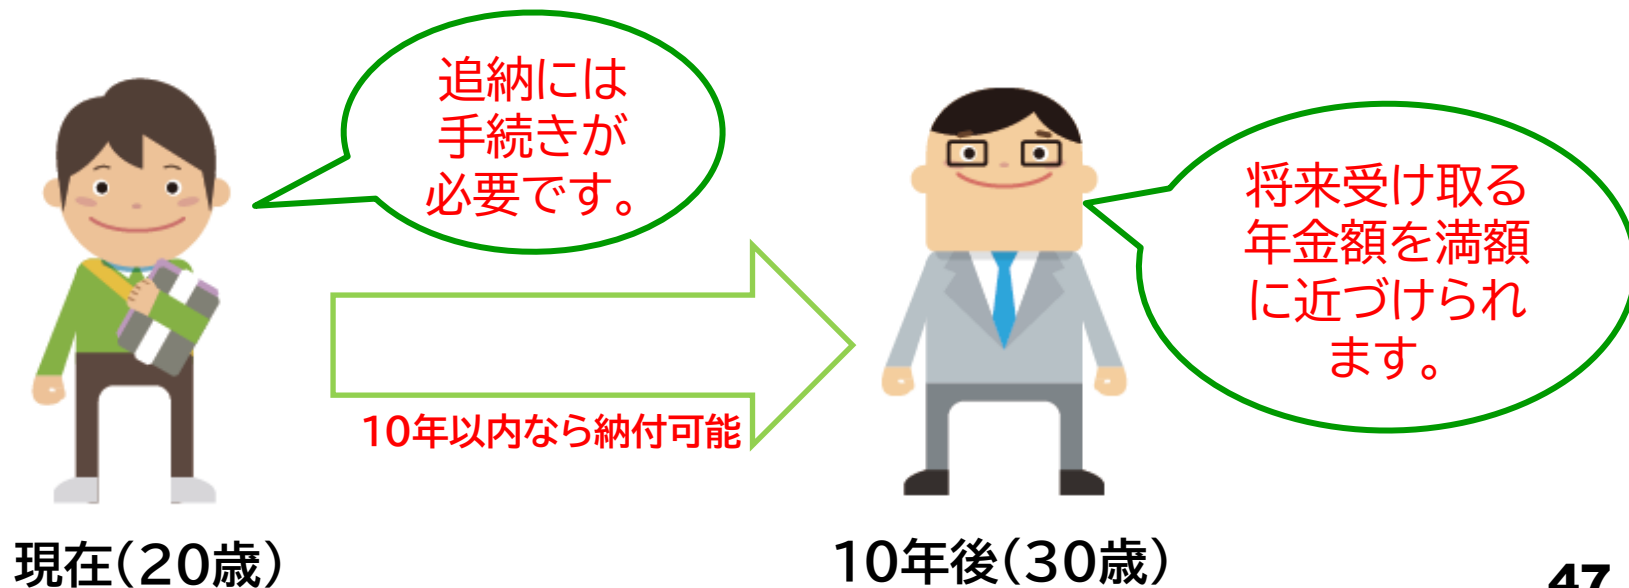 追納には
手続きが
必要です。
将来受け取る
年金額を満額
に近づけられ
ます。
10年以内なら納付可能
現在(20歳)
10年後(30歳)
47